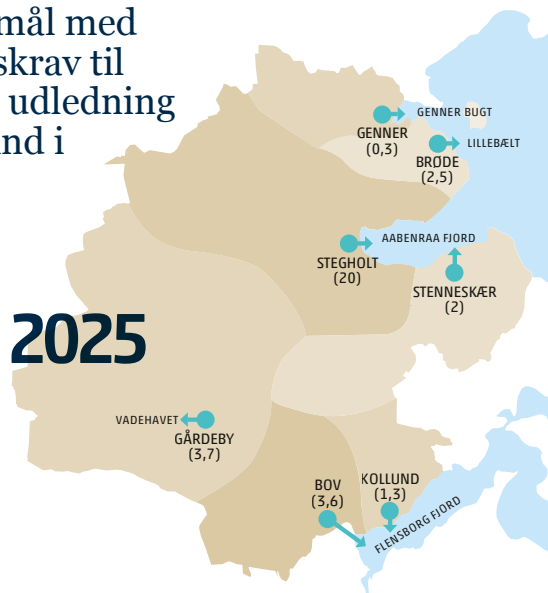 mål med
skrav til
udledning
nd i
2025
GENNER BUGT
GENNER
(0,3)
LILLEBÆLT
BRØDE
(2,5)
AABENRAA FJORD
STEGHOLT
(20)
STENNESKÆR
(2)
VADEHAVET
GÅRDEBY
(3,7)
BOV
(3,6)
KOLLUND
(1,3)
FLENSBORG FJORD